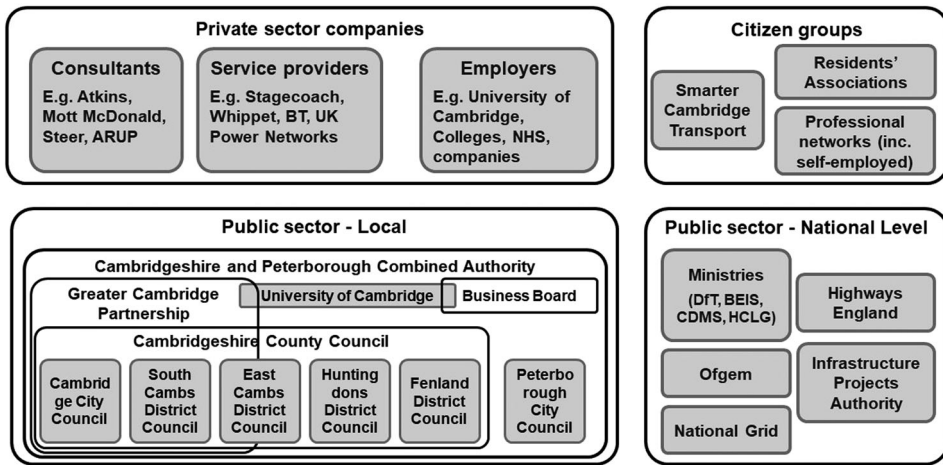 Private sector companies
Consultants
E.g. Atkins,
Mott McDonald,
Steer, ARUP
Service providers
E.g. Stagecoach,
Whippet, BT, UK
Power Networks
Employers
E.g. University of
Cambridge,
Colleges, NHS,
companies
Citizen groups
Smarter
Cambridge
Transport
Residents'
Associations
Professional
networks (inc.
self-employed)
Public sector - Local
Cambridgeshire and Peterborough Combined Authority
Greater Cambridge
Partnership
University of Cambridge
Business Board
Cambridgeshire County Council
Cambrid
ge City
Council
South
Cambs
District
Council
East
Cambs
District
Council
Hunting
dons
District
Council
Fenland
District
Council
Peterbo
rough
City
Council
Public sector - National Level
Ministries
(DfT, BEIS,
CDMS, HCLG)
Highways
England
Ofgem
Infrastructure
Projects
Authority
National Grid